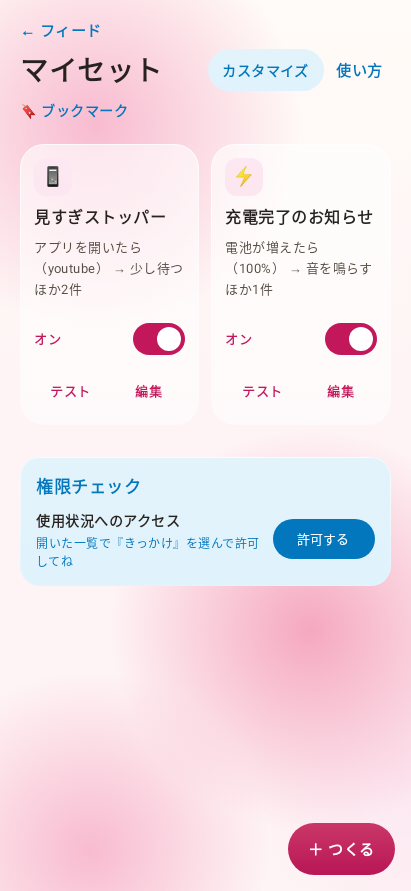 ← フィード
マイセット
カスタマイズ
使い方
ブックマーク
見すぎストッパー
アプリを開いたら
（youtube） → 少し待つ
ほか2件
オン
テスト
編集
充電完了のお知らせ
電池が増えたら
（100%） → 音を鳴らす
ほか1件
オン
テスト
編集
権限チェック
使用状況へのアクセス
開いた一覧で『きっかけ』を選んで許可
してね
許可する
＋ つくる